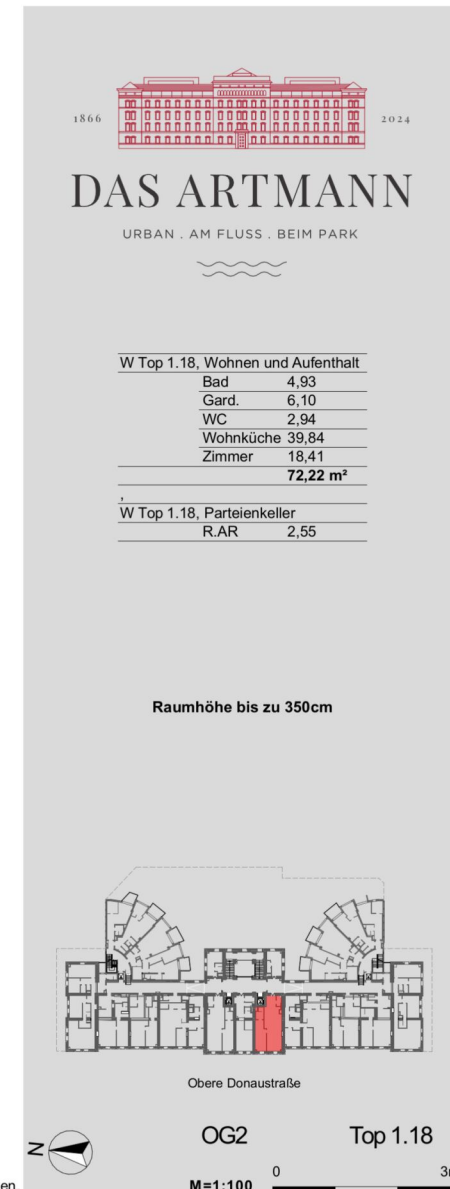 1866 2024
DAS ARTMANN
URBAN . AM FLUSS . BEIM PARK
W Top 1.18, Wohnen und Aufenthalt
Bad 4,93
Gard. 6,10
WC 2,94
Wohnküche 39,84
Zimmer 18,41
72,22 m²
,
W Top 1.18, Parteienkeller
R.AR 2,55
Raumhöhe bis zu 350cm
Obere Donaustraße
N
OG2 Top 1.18
0
M=1:100